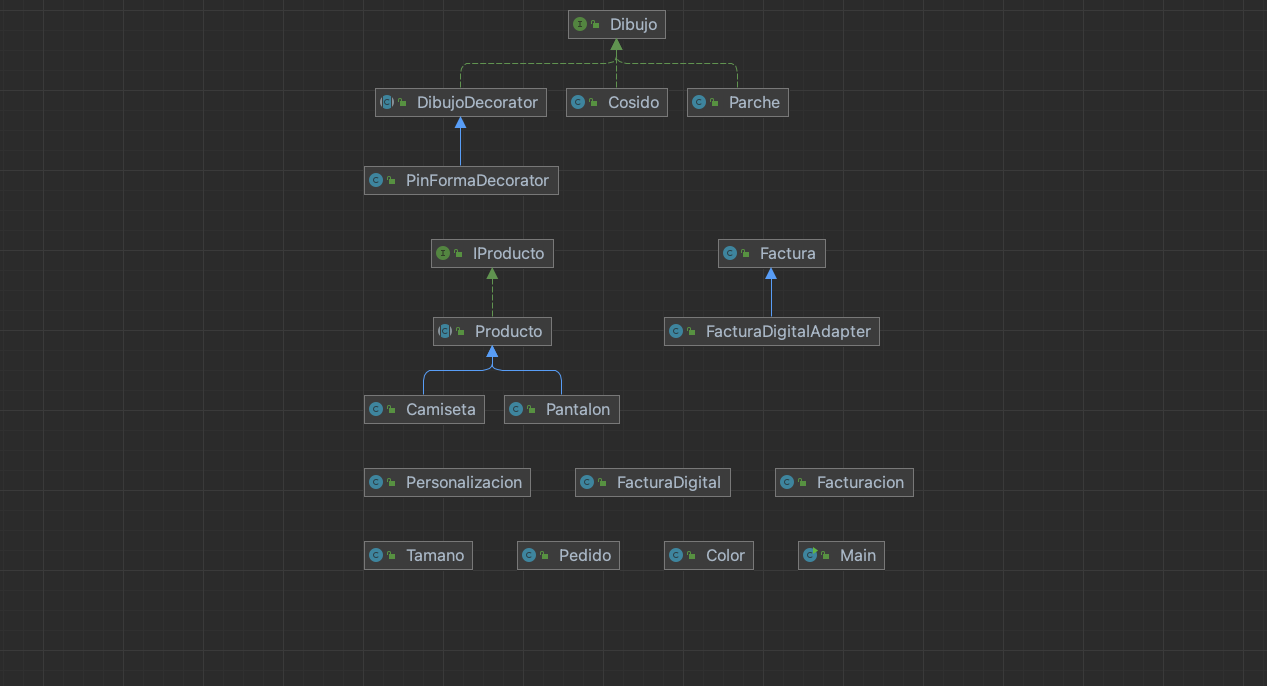 Dibujo
DibujoDecorator Cosido Parche
PinFormaDecorator
IProducto Factura
Producto FacturaDigitalAdapter
Camiseta Pantalon
Personalizacion FacturaDigital Facturacion
Tamano Pedido Color Main